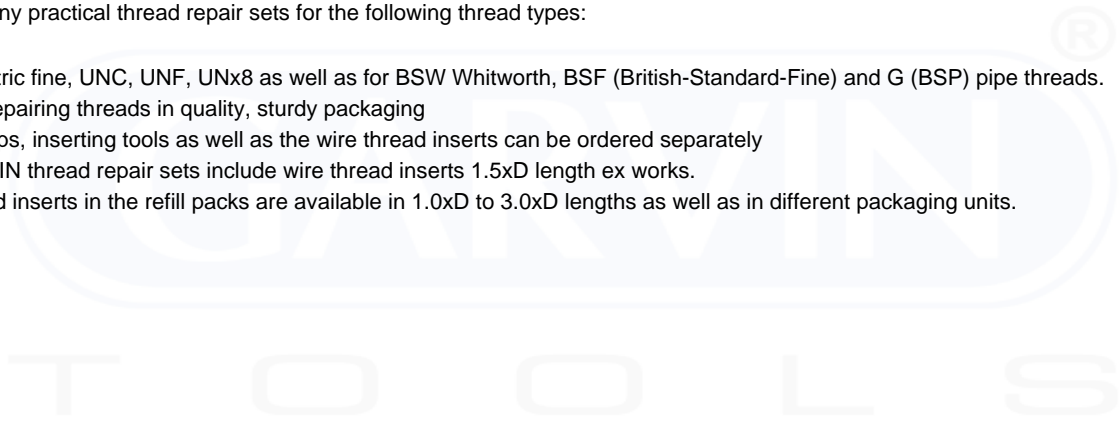 ny practical thread repair sets for the following thread types:
tric fine, UNC, UNF, UNx8 as well as for BSW Whitworth, BSF (British-Standard-Fine) and G (BSP) pipe threads.
epairing threads in quality, sturdy packaging
os, inserting tools as well as the wire thread inserts can be ordered separately
IN thread repair sets include wire thread inserts 1.5xD length ex works.
d inserts in the refill packs are available in 1.0xD to 3.0xD lengths as well as in different packaging units.
GARVIN ®
TOOLS